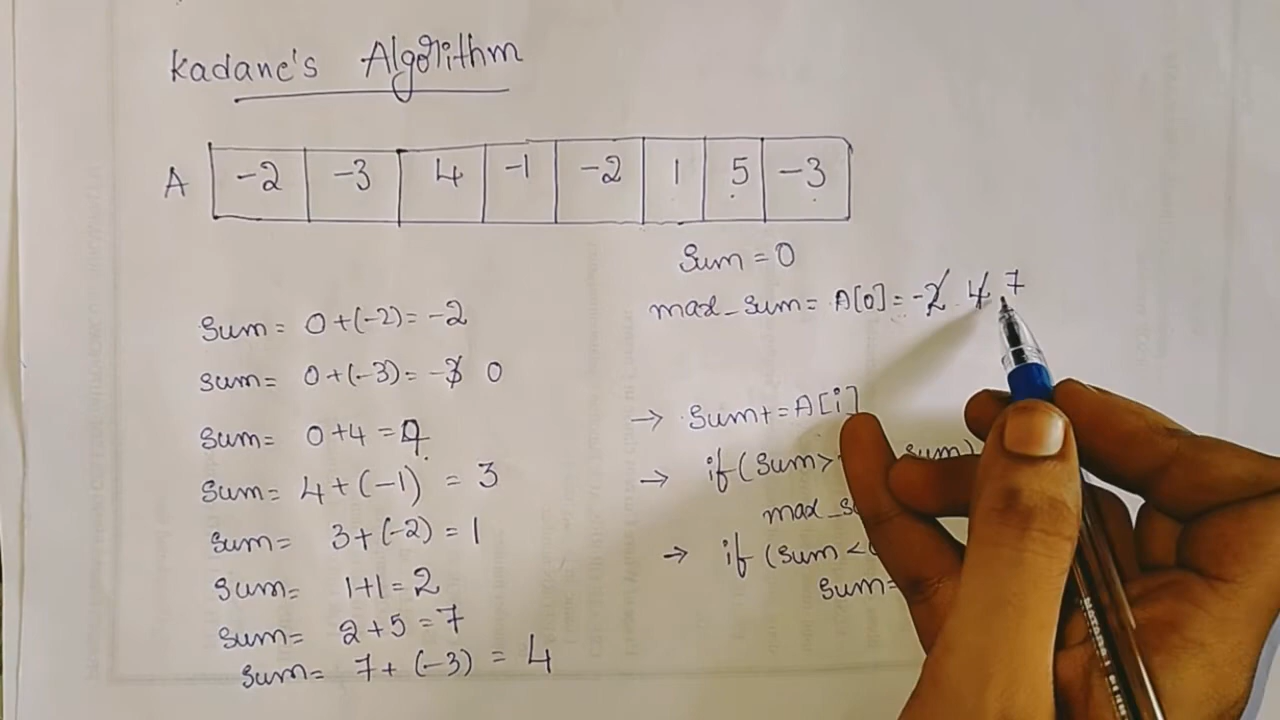 Kadane's Algorithm
A -2 -3 4 -1 -2 1 5 -3
Sum = 0
max_sum = A[0] = -2 4 7
Sum = 0+(-2) = -2
Sum = 0+(-3) = -3 0
Sum = 0+4 = 4
Sum = 4+(-1) = 3
Sum = 3+(-2) = 1
Sum = 1+1 = 2
Sum = 2+5 = 7
Sum = 7+(-3) = 4
→ Sum+=A[i]
→ if (Sum> sum)
max_s
→ if (Sum <
Sum=